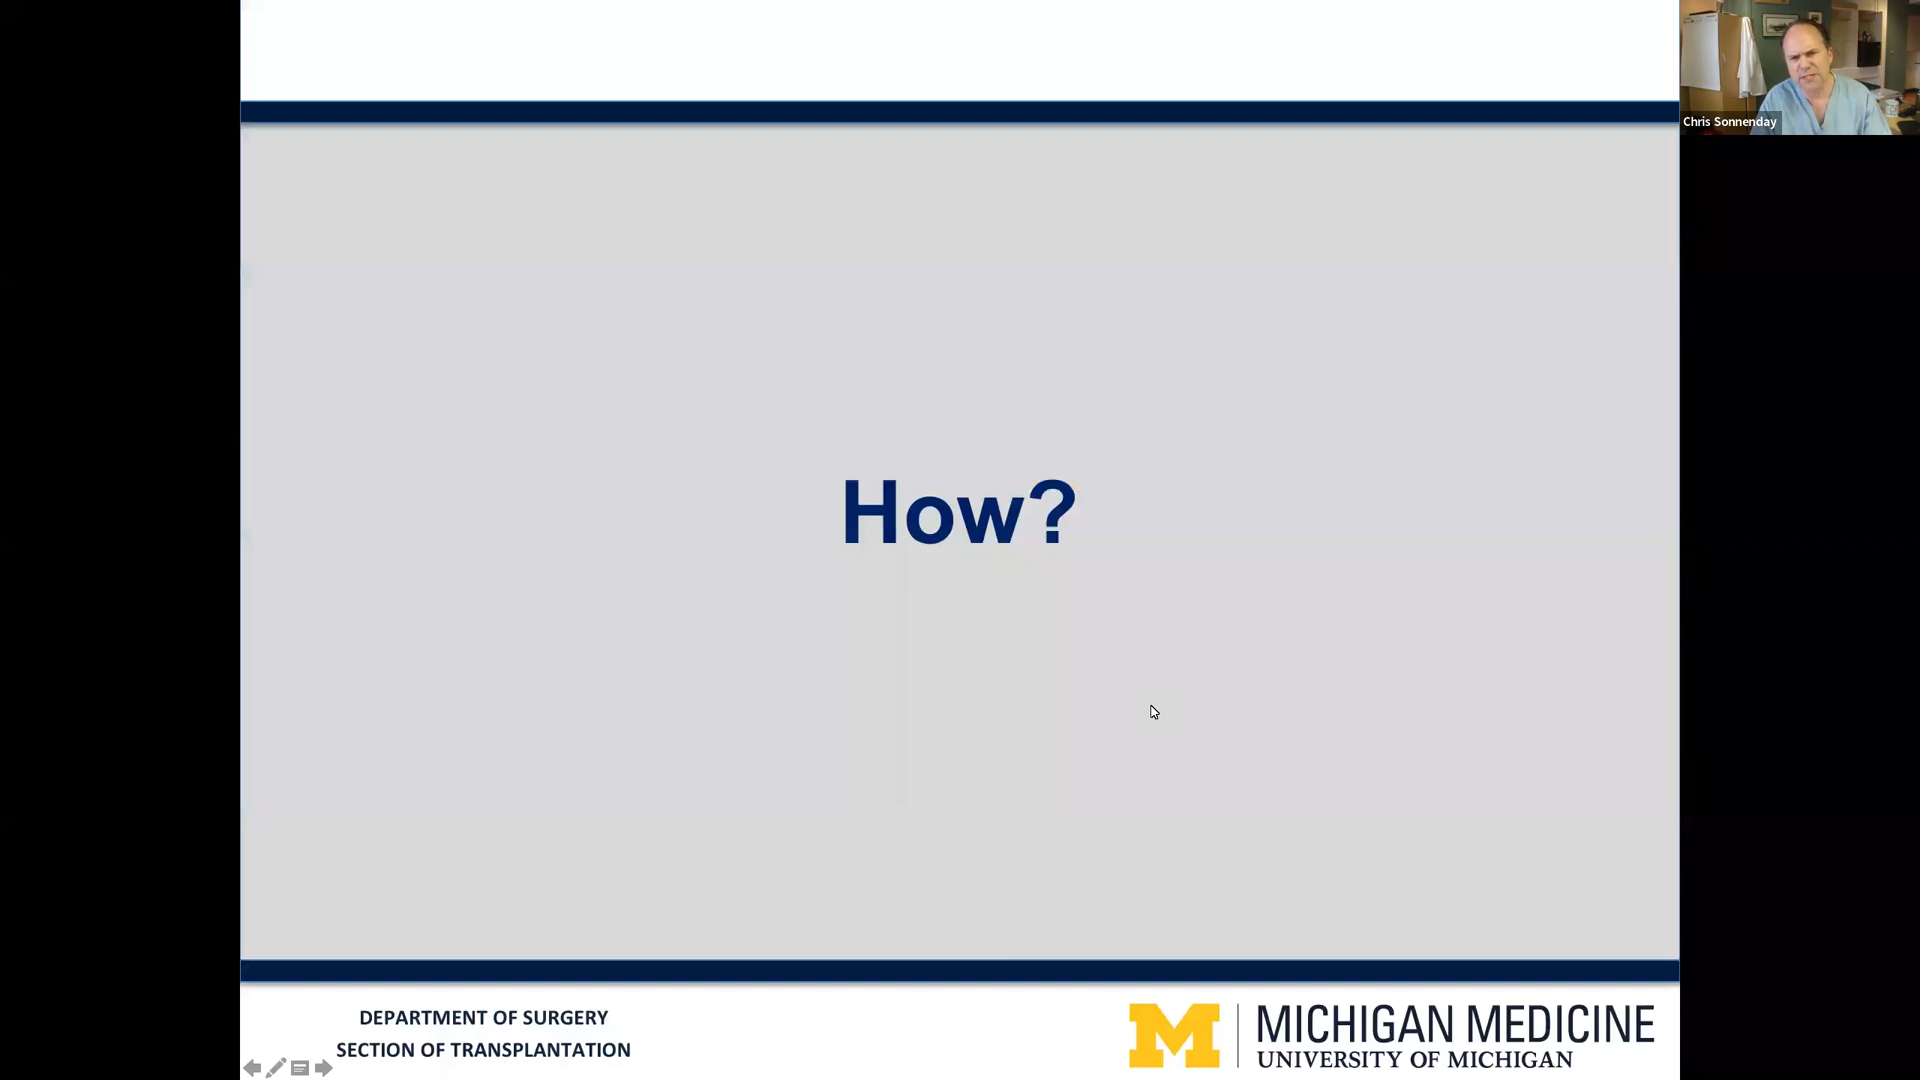 Chris Sonnenday
How?
DEPARTMENT OF SURGERY
SECTION OF TRANSPLANTATION
M
MICHIGAN MEDICINE
UNIVERSITY OF MICHIGAN